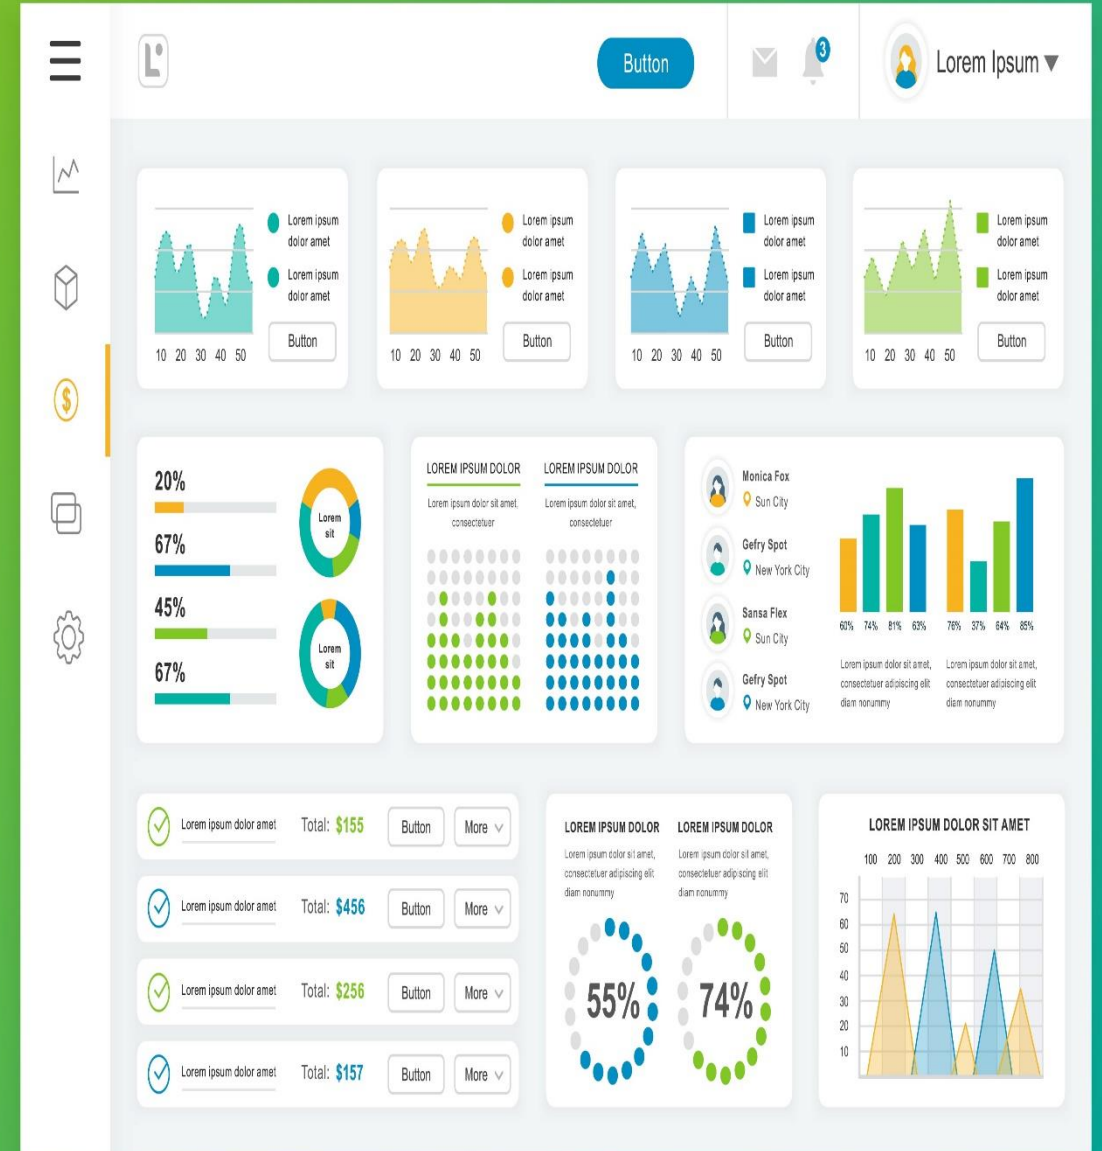 L
Button
3
Lorem Ipsum
Lorem ipsum
dolor amet
Lorem ipsum
dolor amet
Button
10 20 30 40 50
Lorem ipsum
dolor amet
Lorem ipsum
dolor amet
Button
10 20 30 40 50
Lorem ipsum
dolor amet
Lorem ipsum
dolor amet
Button
10 20 30 40 50
Lorem ipsum
dolor amet
Lorem ipsum
dolor amet
Button
10 20 30 40 50
20%
67%
45%
67%
Lorem
sit
Lorem
sit
LOREM IPSUM DOLOR
Lorem ipsum dolor sit amet,
consectetuer
LOREM IPSUM DOLOR
Lorem ipsum dolor sit amet,
consectetuer
Monica Fox
Sun City
Gefry Spot
New York City
Sansa Flex
Sun City
Gefry Spot
New York City
60% 74% 81% 63%
76% 37% 64% 85%
Lorem ipsum dolor sit amet,
consectetuer adipiscing elit
diam nonummy
Lorem ipsum dolor sit amet,
consectetuer adipiscing elit
diam nonummy
Lorem ipsum dolor amet Total: $155 Button More
Lorem ipsum dolor amet Total: $456 Button More
Lorem ipsum dolor amet Total: $256 Button More
Lorem ipsum dolor amet Total: $157 Button More
LOREM IPSUM DOLOR
Lorem ipsum dolor sit amet,
consectetuer adipiscing elit
diam nonummy
55%
LOREM IPSUM DOLOR
Lorem ipsum dolor sit amet,
consectetuer adipiscing elit
diam nonummy
74%
LOREM IPSUM DOLOR SIT AMET
100 200 300 400 500 600 700 800
70
60
50
40
30
20
10